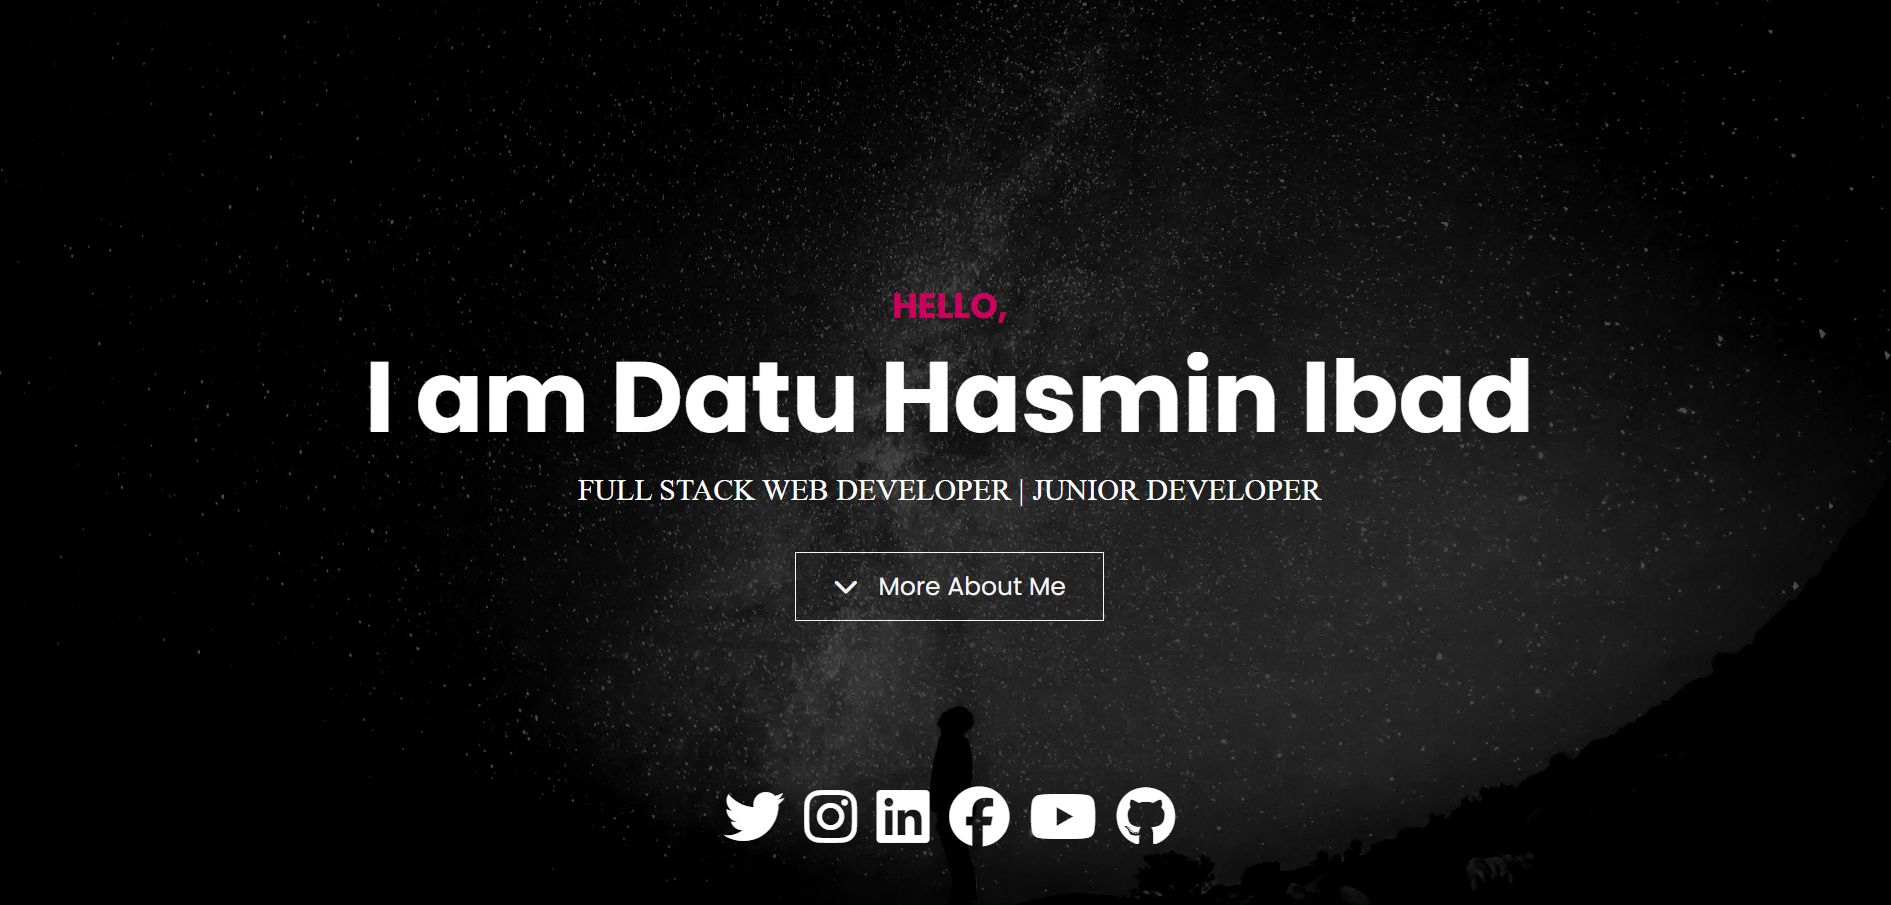 HELLO,
I am Datu Hasmin Ibad
FULL STACK WEB DEVELOPER | JUNIOR DEVELOPER
More About Me